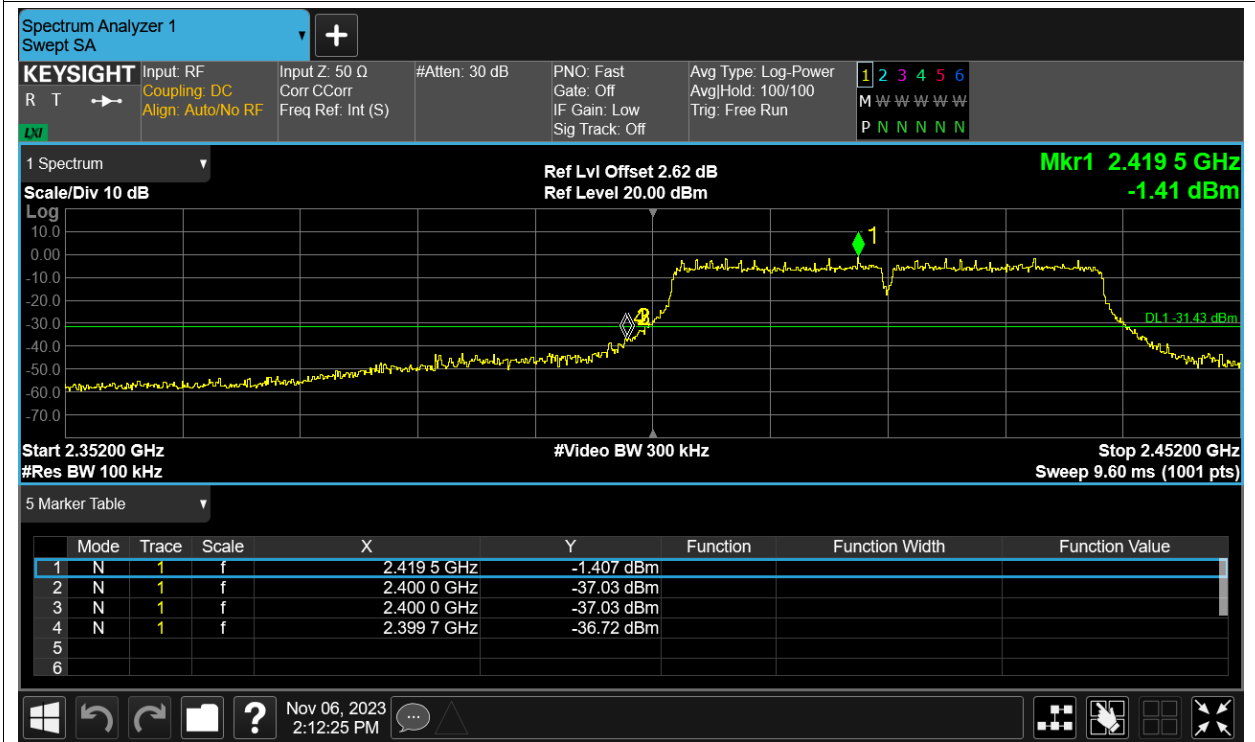 Spectrum Analyzer 1
Swept SA
+
KEYSIGHT
R T
LXI
Input: RF
Coupling: DC
Align: Auto/No RF
Input Z: 50 Ω
Corr CCorr
Freq Ref: Int (S)
#Atten: 30 dB
PNO: Fast
Gate: Off
IF Gain: Low
Sig Track: Off
Avg Type: Log-Power
Avg|Hold: 100/100
Trig: Free Run
1 2 3 4 5 6
M W W W W W
P N N N N N
1 Spectrum
Scale/Div 10 dB
Ref Lvl Offset 2.62 dB
Ref Level 20.00 dBm
Mkr1 2.419 5 GHz
-1.41 dBm
Log
10.0
0.00
-10.0
-20.0
-30.0
-40.0
-50.0
-60.0
-70.0
1
DL1 -31.43 dBm
Start 2.35200 GHz
#Video BW 300 kHz
Stop 2.45200 GHz
#Res BW 100 kHz
Sweep 9.60 ms (1001 pts)
5 Marker Table
Mode Trace Scale X Y Function Function Width Function Value
1 N 1 f 2.419 5 GHz -1.407 dBm
2 N 1 f 2.400 0 GHz -37.03 dBm
3 N 1 f 2.400 0 GHz -37.03 dBm
4 N 1 f 2.399 7 GHz -36.72 dBm
5
6
?
Nov 06, 2023
2:12:25 PM